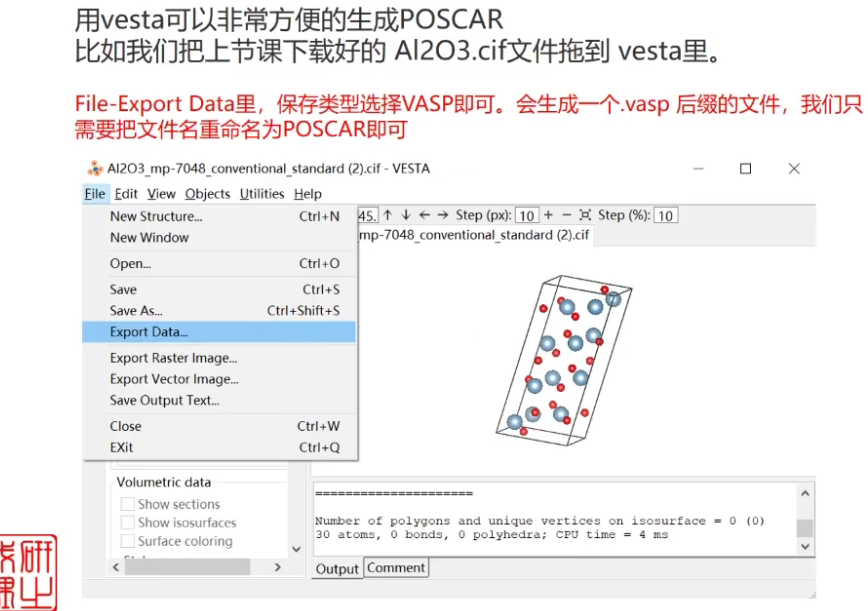 用vesta可以非常方便的生成POSCAR
比如我们把上节课下载好的 Al2O3.cif文件拖到 vesta里。
File-Export Data里，保存类型选择VASP即可。会生成一个.vasp 后缀的文件，我们只
需要把文件名重命名为POSCAR即可
Al2O3_mp-7048_conventional_standard (2).cif - VESTA
File Edit View Objects Utilities Help
New Structure... Ctrl+N
45. ↑ ↓ ← → Step (px): 10 + − Step (%): 10
New Window
mp-7048_conventional_standard (2).cif
Open... Ctrl+O
Save Ctrl+S
Save As... Ctrl+Shift+S
Export Data...
Export Raster Image...
Export Vector Image...
Save Output Text...
Close Ctrl+W
EXit Ctrl+Q
Volumetric data
Show sections
Show isosurfaces
Surface coloring
=====================
Number of polygons and unique vertices on isosurface = 0 (0)
30 atoms, 0 bonds, 0 polyhedra; CPU time = 4 ms
Output Comment